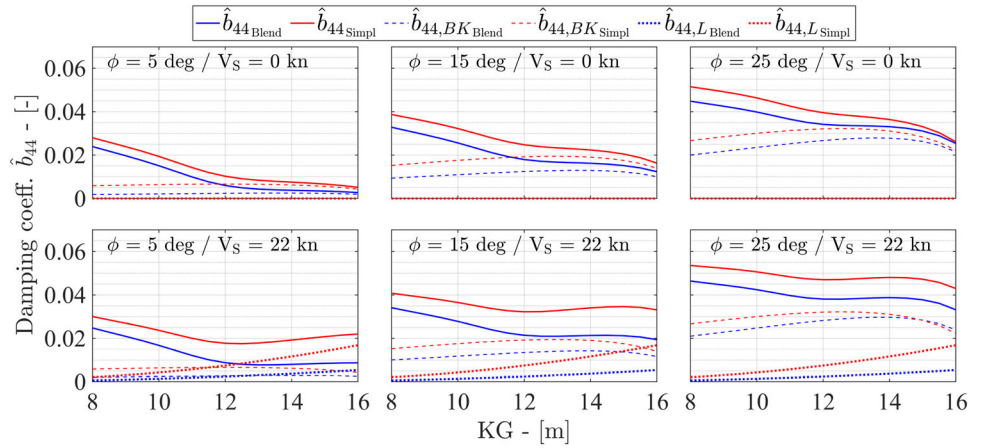 b̂44Blend b̂44Simpl b̂44,BKBlend b̂44,BKSimpl b̂44,LBlend b̂44,LSimpl
ϕ = 5 deg / VS = 0 kn ϕ = 15 deg / VS = 0 kn ϕ = 25 deg / VS = 0 kn
0.06
0.04
0.02
0
ϕ = 5 deg / VS = 22 kn ϕ = 15 deg / VS = 22 kn ϕ = 25 deg / VS = 22 kn
0.06
0.04
0.02
0
8 10 12 14 16 8 10 12 14 16 8 10 12 14 16
Damping coeff. b̂44 - [-]
KG - [m]